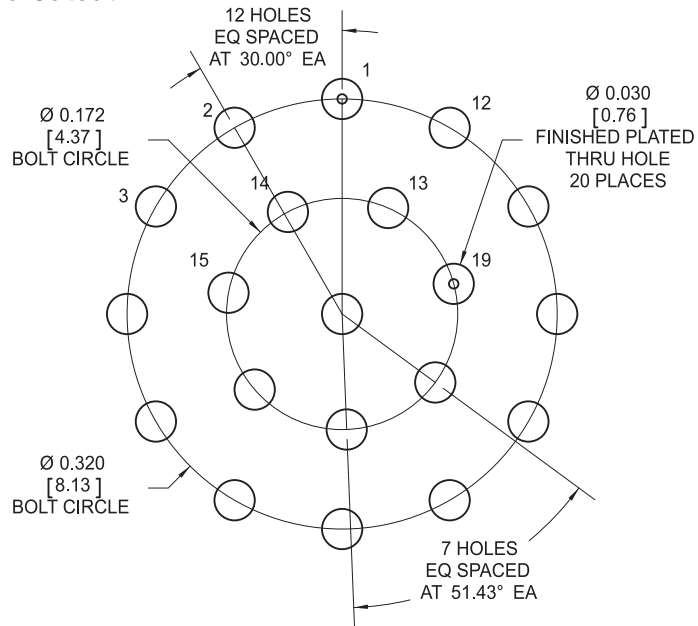 12 HOLES
EQ SPACED
AT 30.00° EA
1
2
12
Ø 0.172
[4.37]
BOLT CIRCLE
Ø 0.030
[0.76]
FINISHED PLATED
THRU HOLE
20 PLACES
3
14
13
15
19
Ø 0.320
[8.13]
BOLT CIRCLE
7 HOLES
EQ SPACED
AT 51.43° EA